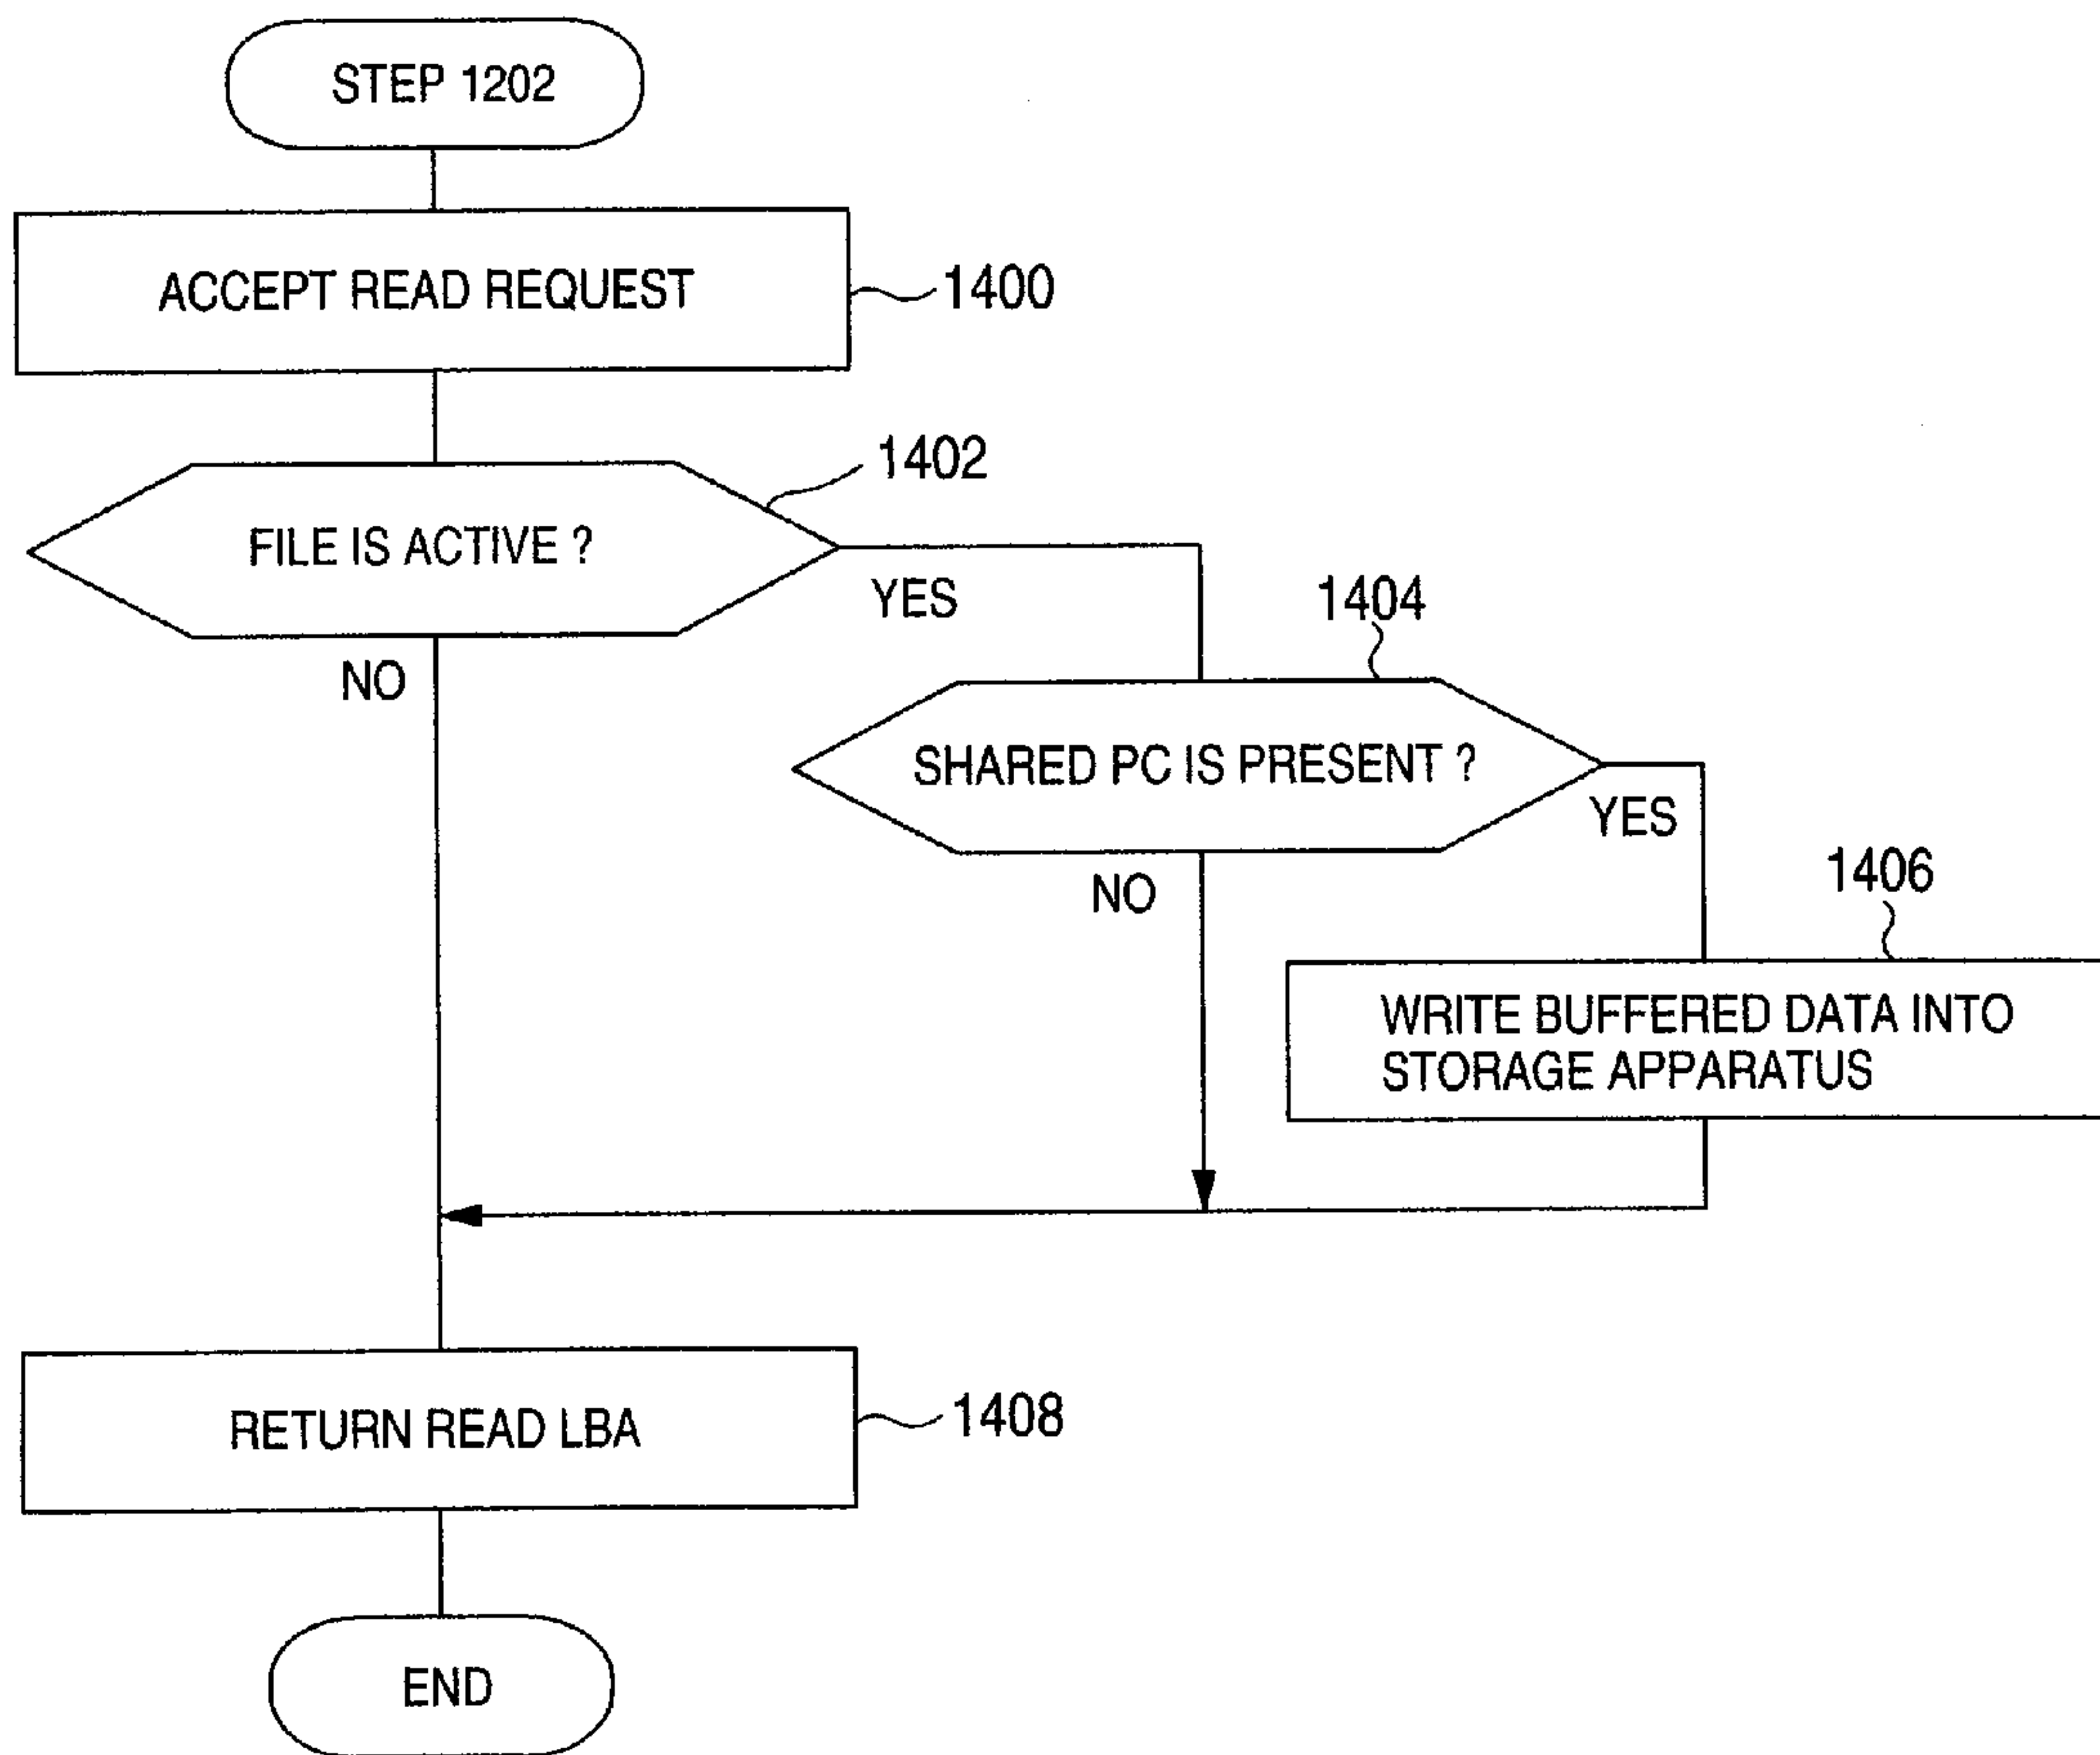 STEP 1202
ACCEPT READ REQUEST
1400
1402
FILE IS ACTIVE ?
YES
NO
1404
SHARED PC IS PRESENT ?
YES
NO
1406
WRITE BUFFERED DATA INTO
STORAGE APPARATUS
RETURN READ LBA
1408
END